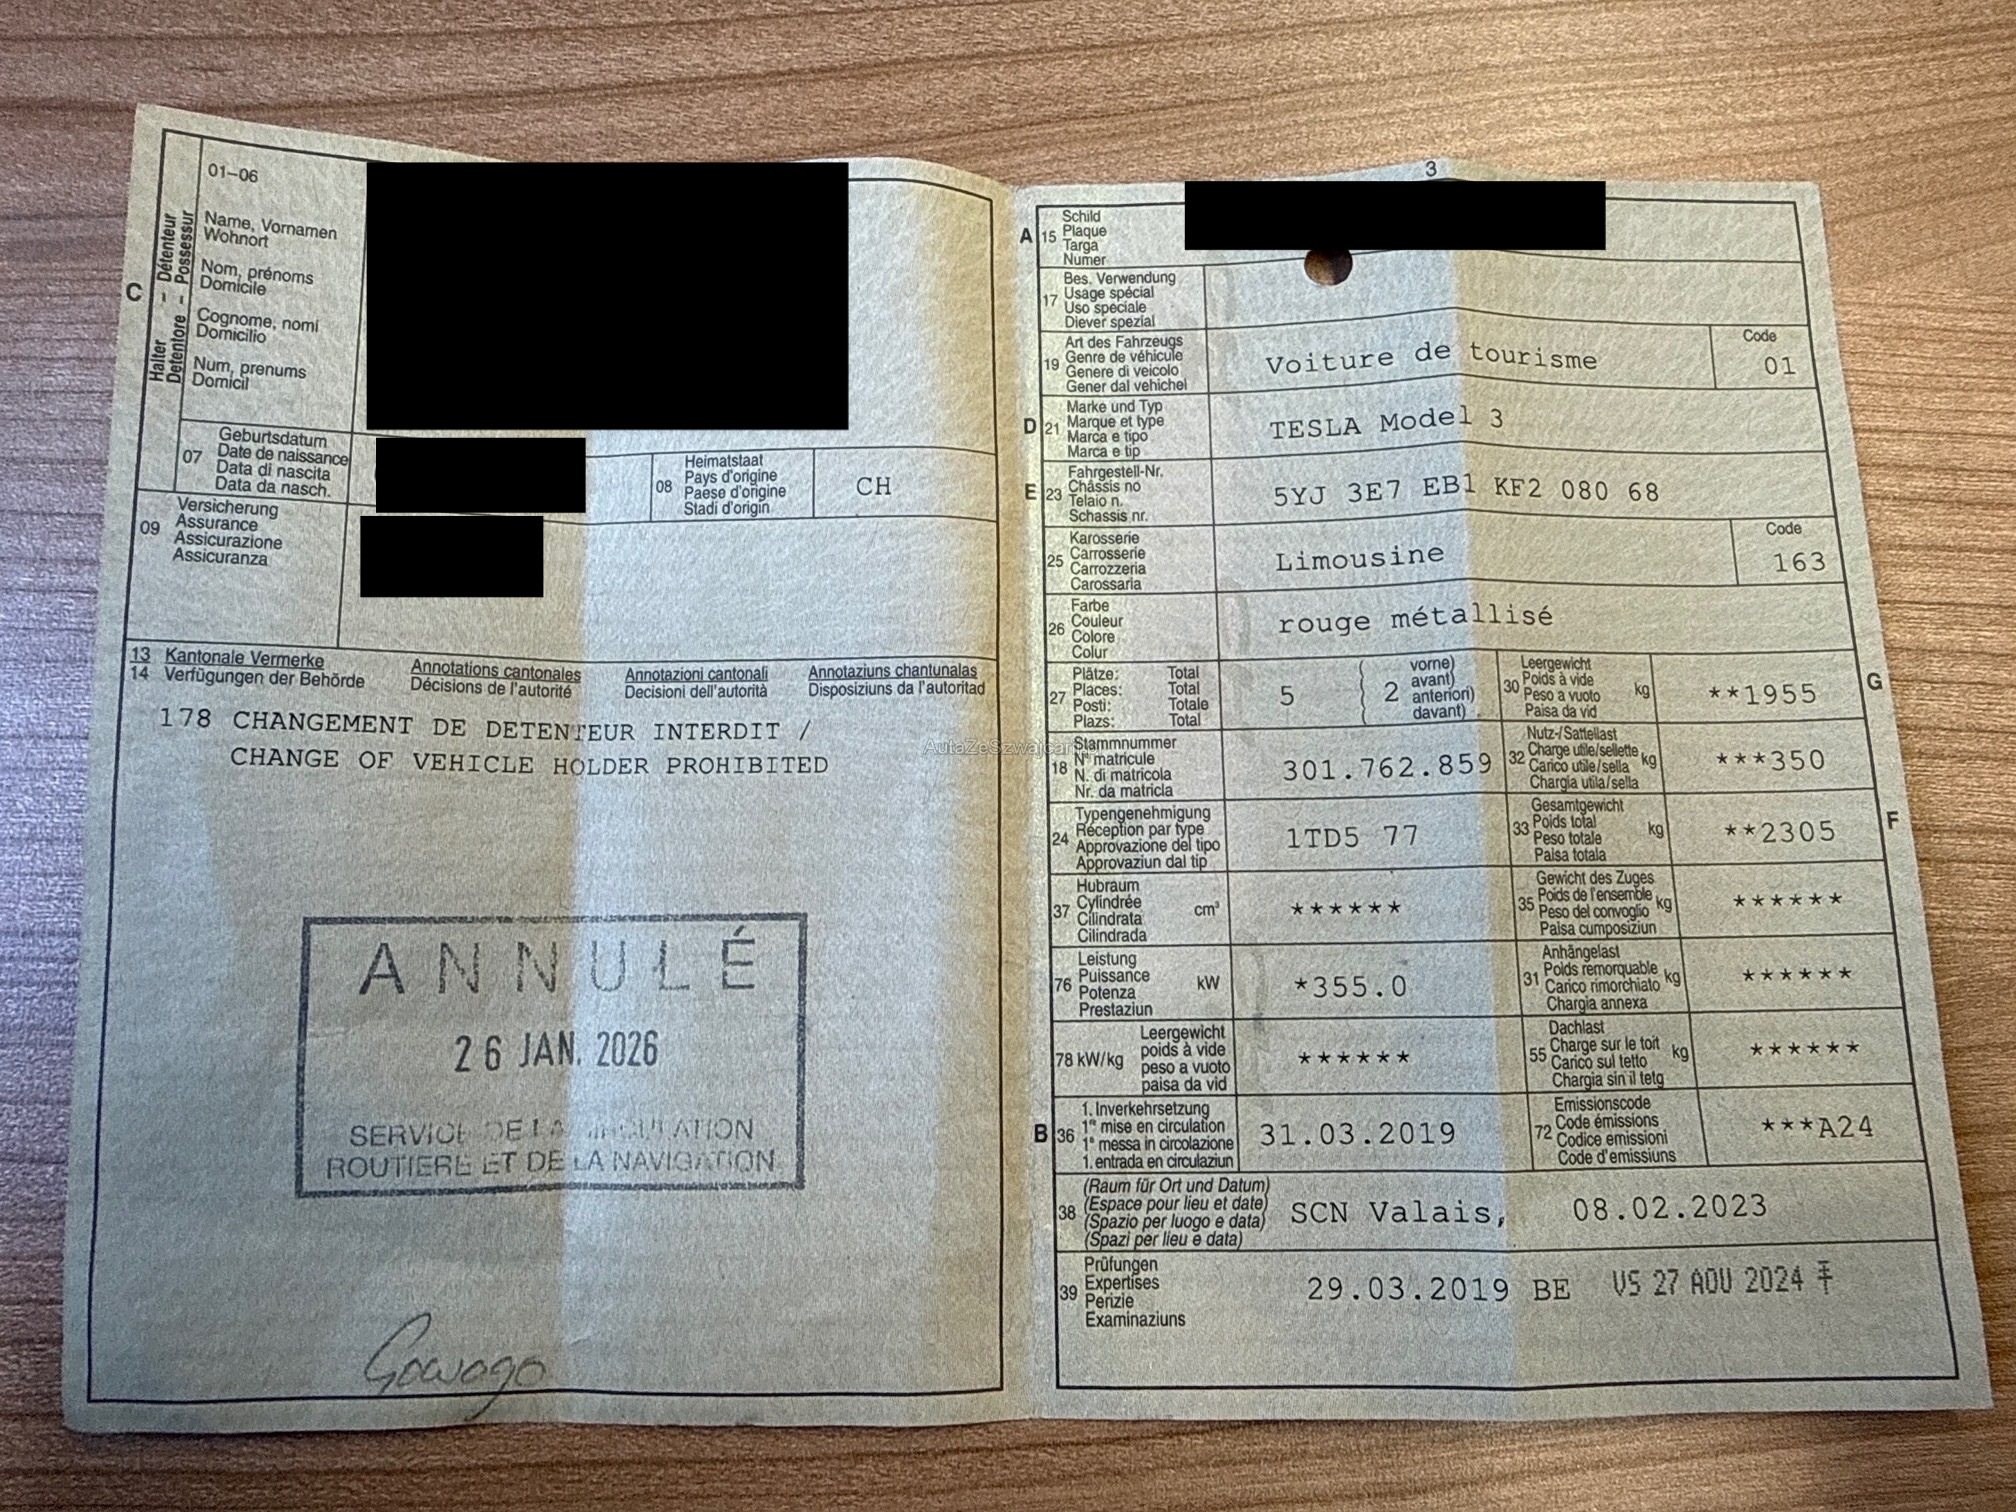 C
Halter – Détenteur
Detentore – Possessur
01–06
Name, Vornamen
Wohnort
Nom, prénoms
Domicile
Cognome, nomi
Domicilio
Num, prenums
Domicil
07
Geburtsdatum
Date de naissance
Data di nascita
Data da nasch.
08
Heimatstaat
Pays d'origine
Paese d'origine
Stadi d'origin
CH
09
Versicherung
Assurance
Assicurazione
Assicuranza
13 Kantonale Vermerke Annotations cantonales Annotazioni cantonali Annotaziuns chantunalas
14 Verfügungen der Behörde Décisions de l'autorité Decisioni dell'autorità Disposiziuns da l'autoritad
178 CHANGEMENT DE DETENTEUR INTERDIT /
CHANGE OF VEHICLE HOLDER PROHIBITED
ANNULÉ
26 JAN. 2026
SERVICE DE LA CIRCULATION
ROUTIERE ET DE LA NAVIGATION
Gowago
3
A 15
Schild
Plaque
Targa
Numer
17
Bes. Verwendung
Usage spécial
Uso speciale
Diever spezial
19
Art des Fahrzeugs
Genre de véhicule
Genere di veicolo
Gener dal vehichel
Voiture de tourisme
Code
01
D 21
Marke und Typ
Marque et type
Marca e tipo
Marca e tip
TESLA Model 3
E 23
Fahrgestell-Nr.
Châssis no
Telaio n.
Schassis nr.
5YJ 3E7 EB1 KF2 080 68
25
Karosserie
Carrosserie
Carrozzeria
Carossaria
Limousine
Code
163
26
Farbe
Couleur
Colore
Colur
rouge métallisé
27
Plätze: Total
Places: Total
Posti: Totale
Plazs: Total
5
2
vorne)
avant)
anteriori)
davant)
30
Leergewicht
Poids à vide
Peso a vuoto
Paisa da vid
kg
**1955
G
18
Stammnummer
N° matricule
N. di matricola
Nr. da matricla
301.762.859
32
Nutz-/Sattellast
Charge utile/sellette
Carico utile/sella
Chargia utila/sella
kg
***350
24
Typengenehmigung
Réception par type
Approvazione del tipo
Approvaziun dal tip
1TD5 77
33
Gesamtgewicht
Poids total
Peso totale
Paisa totala
kg
**2305
F
37
Hubraum
Cylindrée
Cilindrata
Cilindrada
cm³
******
35
Gewicht des Zuges
Poids de l'ensemble
Peso del convoglio
Paisa cumposiziun
kg
******
76
Leistung
Puissance
Potenza
Prestaziun
kW
*355.0
31
Anhängelast
Poids remorquable
Carico rimorchiato
Chargia annexa
kg
******
78 kW/kg
Leergewicht
poids à vide
peso a vuoto
paisa da vid
******
55
Dachlast
Charge sur le toit
Carico sul tetto
Chargia sin il tetg
kg
******
B 36
1. Inverkehrsetzung
1re mise en circulation
1a messa in circolazione
1. entrada en circulaziun
31.03.2019
72
Emissionscode
Code émissions
Codice emissioni
Code d'emissiuns
***A24
38
(Raum für Ort und Datum)
(Espace pour lieu et date)
(Spazio per luogo e data)
(Spazi per lieu e data)
SCN Valais, 08.02.2023
39
Prüfungen
Expertises
Perizie
Examinaziuns
29.03.2019 BE VS 27 AOU 2024